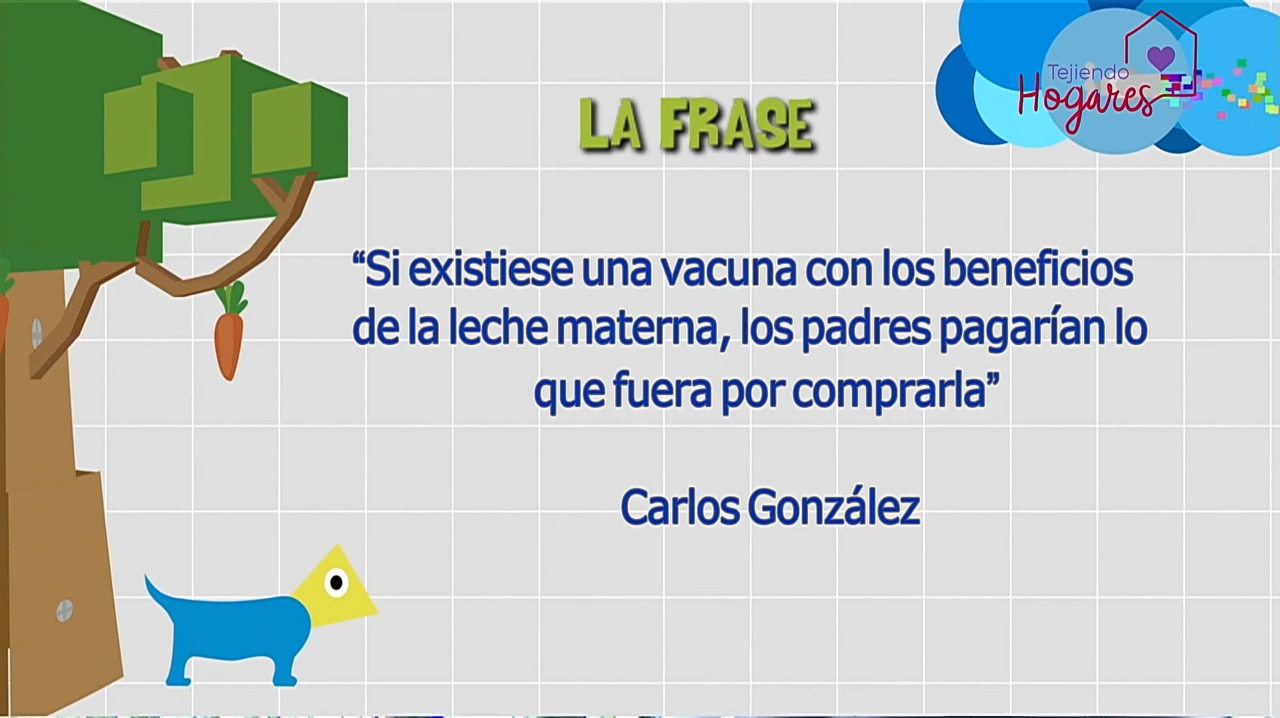 Tejiendo
Hogares
LA FRASE
“Si existiese una vacuna con los beneficios
de la leche materna, los padres pagarían lo
que fuera por comprarla”
Carlos González